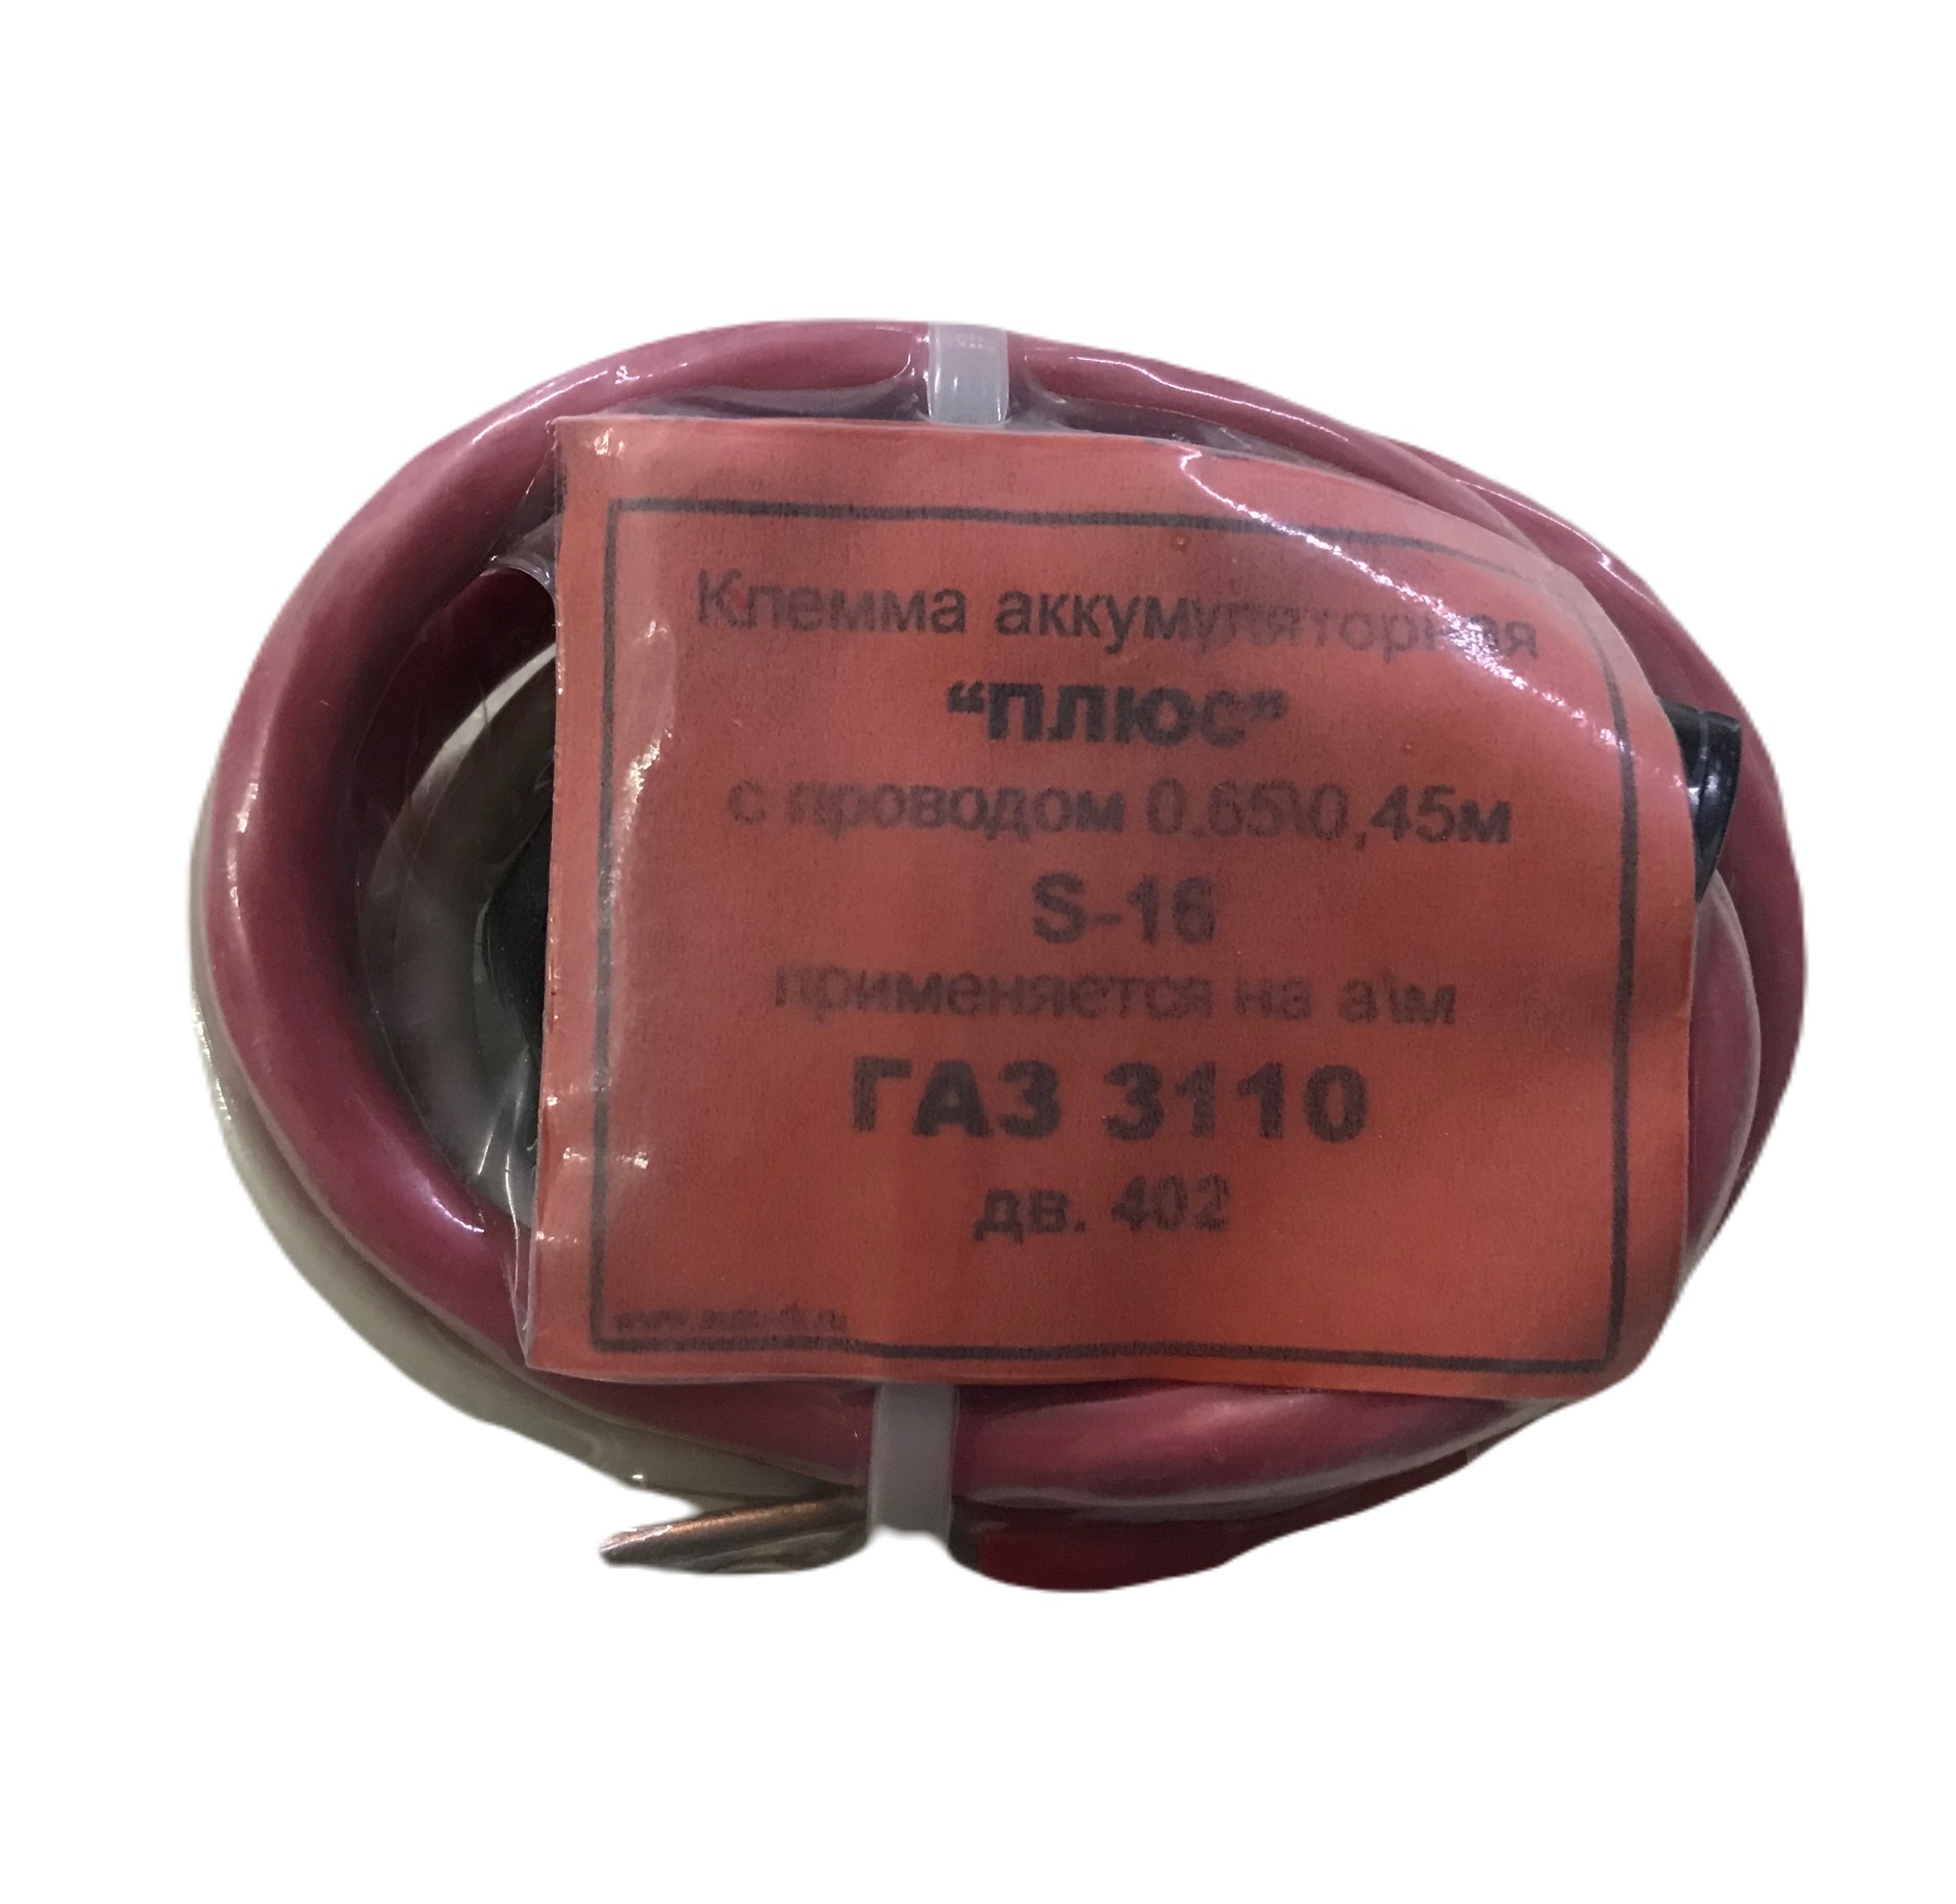 Клемма аккумуляторная
“ПЛЮС”
с проводом 0.65\0,45м
S-16
применяется на а\м
ГАЗ 3110
дв. 402